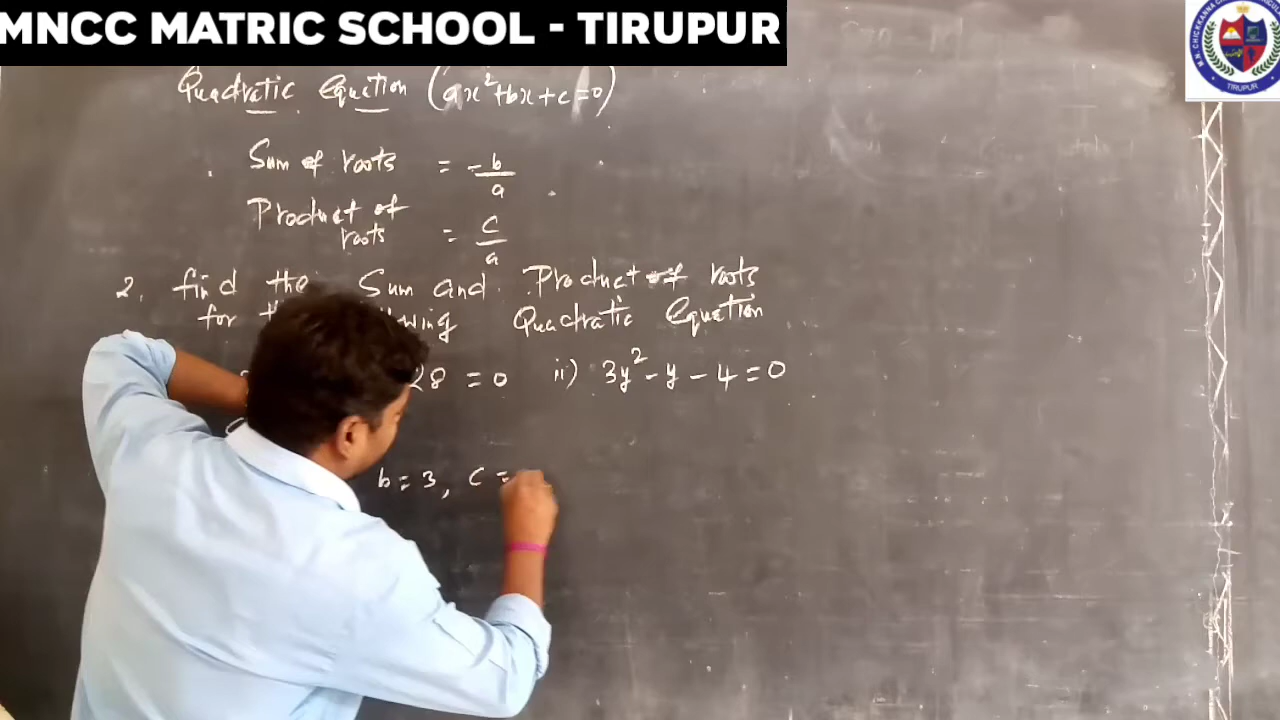 MNCC MATRIC SCHOOL - TIRUPUR
TIRUPUR
Quadratic Equation (ax²+bx+c=0)
Sum of roots = -b/a
Product of roots = c/a
2. find the Sum and Product of roots
for Quadratic Equation
28 = 0 ii) 3y² - y - 4 = 0
b = 3, c =